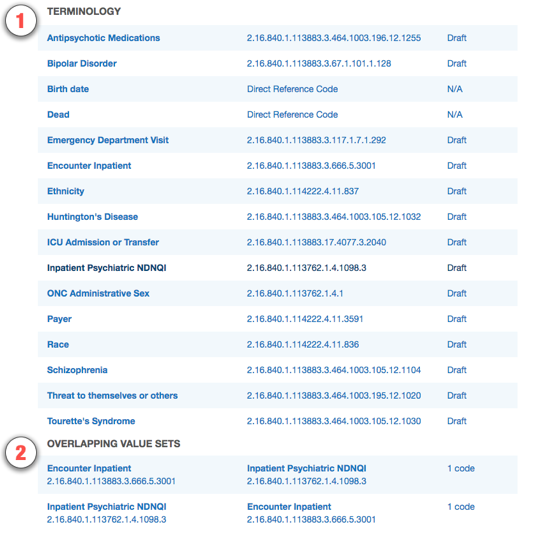 1
TERMINOLOGY
Antipsychotic Medications 2.16.840.1.113883.3.464.1003.196.12.1255 Draft
Bipolar Disorder 2.16.840.1.113883.3.67.1.101.1.128 Draft
Birth date Direct Reference Code N/A
Dead Direct Reference Code N/A
Emergency Department Visit 2.16.840.1.113883.3.117.1.7.1.292 Draft
Encounter Inpatient 2.16.840.1.113883.3.666.5.3001 Draft
Ethnicity 2.16.840.1.114222.4.11.837 Draft
Huntington's Disease 2.16.840.1.113883.3.464.1003.105.12.1032 Draft
ICU Admission or Transfer 2.16.840.1.113883.17.4077.3.2040 Draft
Inpatient Psychiatric NDNQI 2.16.840.1.113762.1.4.1098.3 Draft
ONC Administrative Sex 2.16.840.1.113762.1.4.1 Draft
Payer 2.16.840.1.114222.4.11.3591 Draft
Race 2.16.840.1.114222.4.11.836 Draft
Schizophrenia 2.16.840.1.113883.3.464.1003.105.12.1104 Draft
Threat to themselves or others 2.16.840.1.113883.3.464.1003.195.12.1020 Draft
Tourette's Syndrome 2.16.840.1.113883.3.464.1003.105.12.1030 Draft
2
OVERLAPPING VALUE SETS
Encounter Inpatient Inpatient Psychiatric NDNQI 1 code
2.16.840.1.113883.3.666.5.3001 2.16.840.1.113762.1.4.1098.3
Inpatient Psychiatric NDNQI Encounter Inpatient 1 code
2.16.840.1.113762.1.4.1098.3 2.16.840.1.113883.3.666.5.3001